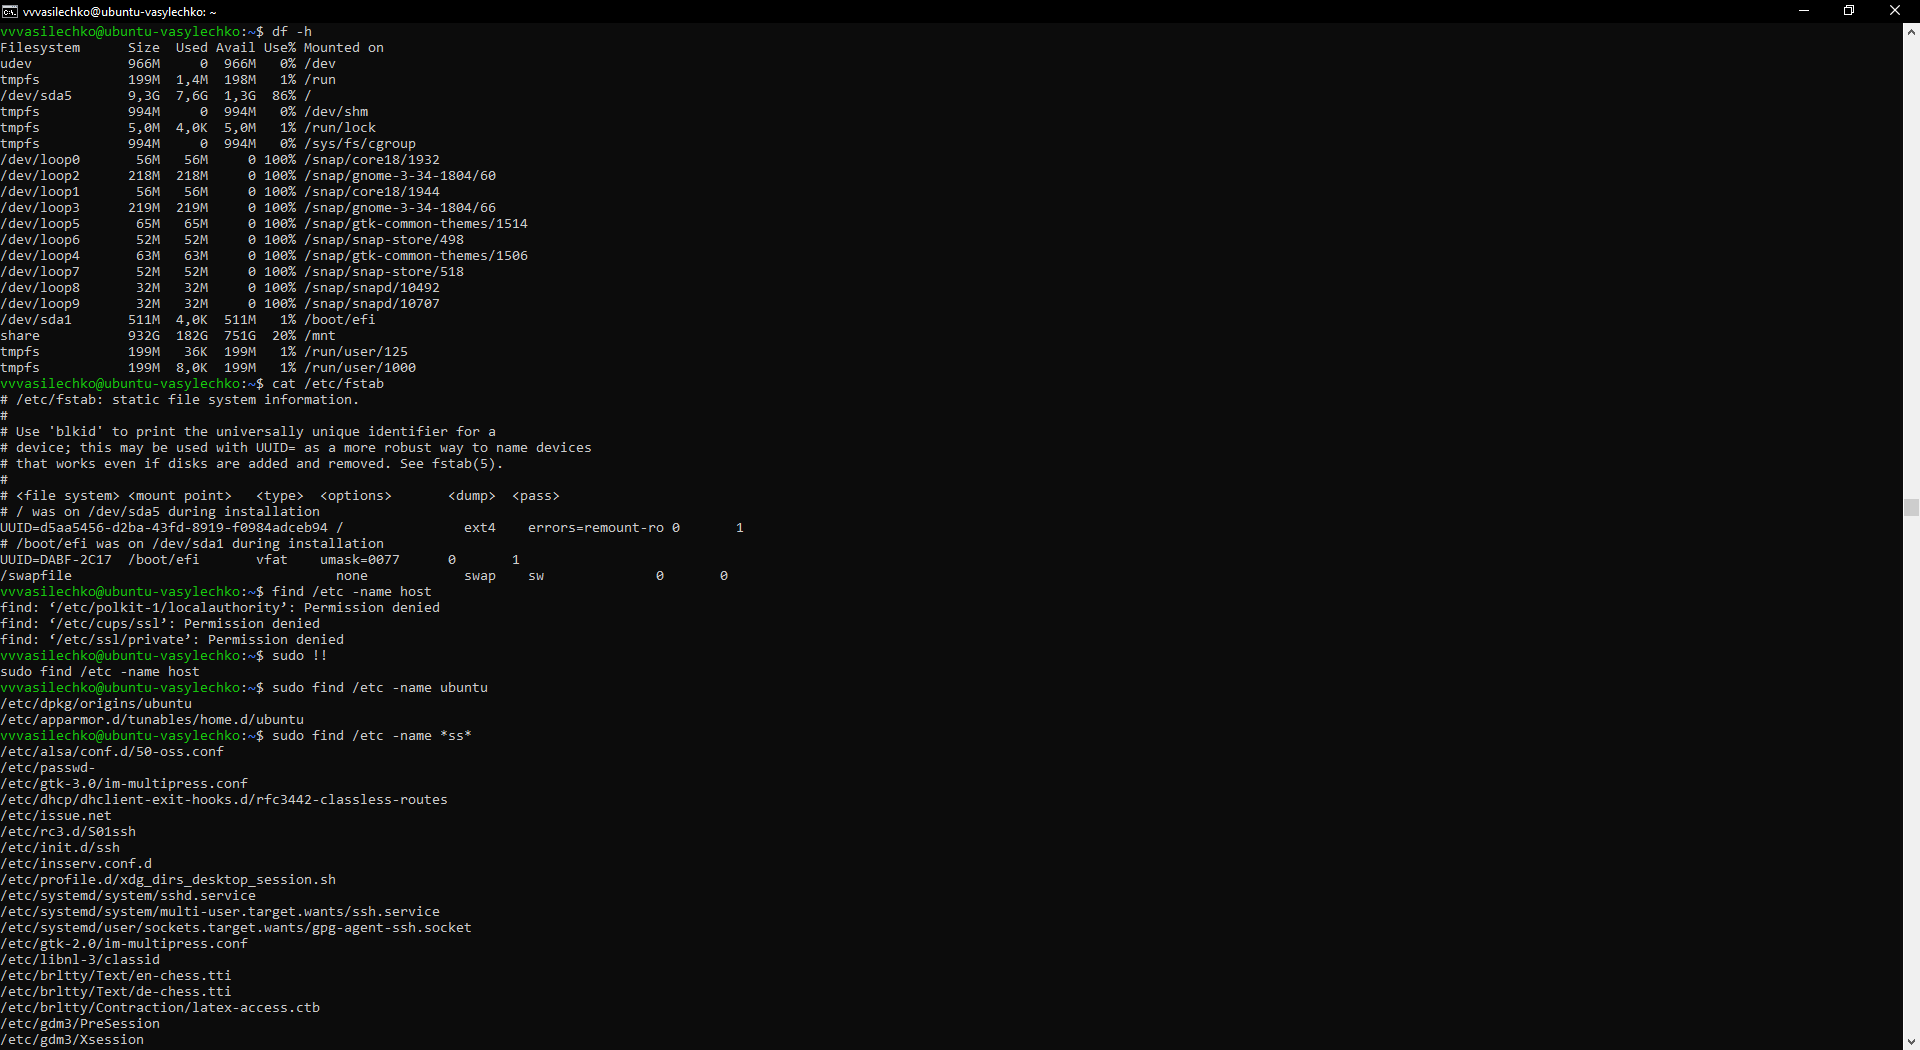 vvvasilechko@ubuntu-vasylechko: ~
vvvasilechko@ubuntu-vasylechko:~$ df -h
Filesystem      Size  Used Avail Use% Mounted on
udev            966M     0  966M   0% /dev
tmpfs           199M  1,4M  198M   1% /run
/dev/sda5       9,3G  7,6G  1,3G  86% /
tmpfs           994M     0  994M   0% /dev/shm
tmpfs           5,0M  4,0K  5,0M   1% /run/lock
tmpfs           994M     0  994M   0% /sys/fs/cgroup
/dev/loop0       56M   56M     0 100% /snap/core18/1932
/dev/loop2      218M  218M     0 100% /snap/gnome-3-34-1804/60
/dev/loop1       56M   56M     0 100% /snap/core18/1944
/dev/loop3      219M  219M     0 100% /snap/gnome-3-34-1804/66
/dev/loop5       65M   65M     0 100% /snap/gtk-common-themes/1514
/dev/loop6       52M   52M     0 100% /snap/snap-store/498
/dev/loop4       63M   63M     0 100% /snap/gtk-common-themes/1506
/dev/loop7       52M   52M     0 100% /snap/snap-store/518
/dev/loop8       32M   32M     0 100% /snap/snapd/10492
/dev/loop9       32M   32M     0 100% /snap/snapd/10707
/dev/sda1       511M  4,0K  511M   1% /boot/efi
share           932G  182G  751G  20% /mnt
tmpfs           199M   36K  199M   1% /run/user/125
tmpfs           199M  8,0K  199M   1% /run/user/1000
vvvasilechko@ubuntu-vasylechko:~$ cat /etc/fstab
# /etc/fstab: static file system information.
#
# Use 'blkid' to print the universally unique identifier for a
# device; this may be used with UUID= as a more robust way to name devices
# that works even if disks are added and removed. See fstab(5).
#
# <file system> <mount point>   <type>  <options>       <dump>  <pass>
# / was on /dev/sda5 during installation
UUID=d5aa5456-d2ba-43fd-8919-f0984adceb94 /               ext4    errors=remount-ro 0       1
# /boot/efi was on /dev/sda1 during installation
UUID=DABF-2C17  /boot/efi       vfat    umask=0077      0       1
/swapfile                                 none            swap    sw              0       0
vvvasilechko@ubuntu-vasylechko:~$ find /etc -name host
find: ‘/etc/polkit-1/localauthority’: Permission denied
find: ‘/etc/cups/ssl’: Permission denied
find: ‘/etc/ssl/private’: Permission denied
vvvasilechko@ubuntu-vasylechko:~$ sudo !!
sudo find /etc -name host
vvvasilechko@ubuntu-vasylechko:~$ sudo find /etc -name ubuntu
/etc/dpkg/origins/ubuntu
/etc/apparmor.d/tunables/home.d/ubuntu
vvvasilechko@ubuntu-vasylechko:~$ sudo find /etc -name *ss*
/etc/alsa/conf.d/50-oss.conf
/etc/passwd-
/etc/gtk-3.0/im-multipress.conf
/etc/dhcp/dhclient-exit-hooks.d/rfc3442-classless-routes
/etc/issue.net
/etc/rc3.d/S01ssh
/etc/init.d/ssh
/etc/insserv.conf.d
/etc/profile.d/xdg_dirs_desktop_session.sh
/etc/systemd/system/sshd.service
/etc/systemd/system/multi-user.target.wants/ssh.service
/etc/systemd/user/sockets.target.wants/gpg-agent-ssh.socket
/etc/gtk-2.0/im-multipress.conf
/etc/libnl-3/classid
/etc/brltty/Text/en-chess.tti
/etc/brltty/Text/de-chess.tti
/etc/brltty/Contraction/latex-access.ctb
/etc/gdm3/PreSession
/etc/gdm3/Xsession